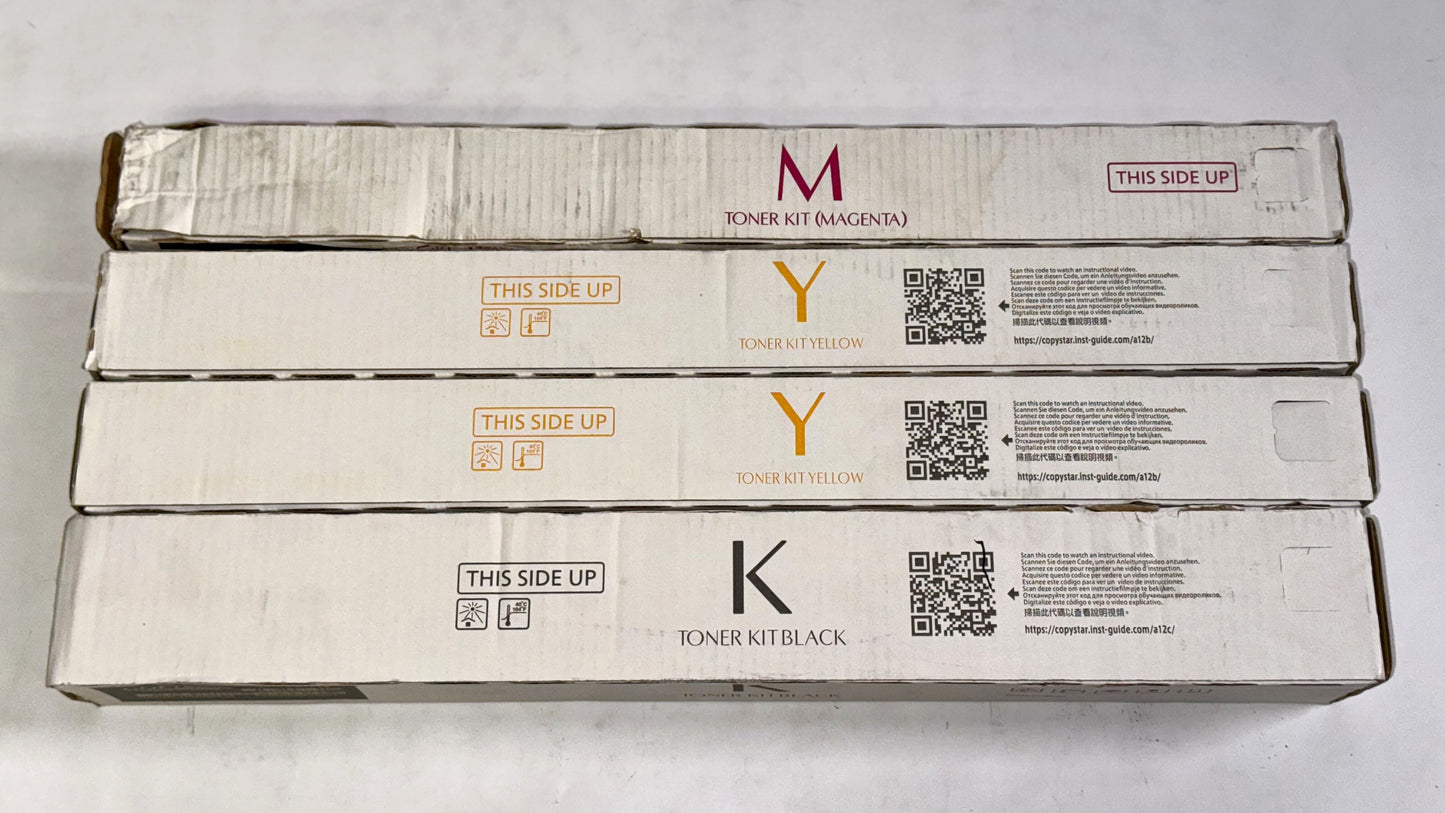 M
TONER KIT (MAGENTA)
THIS SIDE UP
THIS SIDE UP
40°C
104°F
Y
TONER KIT YELLOW
Scan this code to watch an instructional video.
Scannen Sie diesen Code, um ein Anleitungsvideo anzusehen.
Scannez ce code pour regarder une vidéo d'instruction.
Acquisire questo codice per vedere un video informativo.
Escanee este código para ver un video de instrucciones.
Scan deze code om een instructiefilmpje te bekijken.
Отсканируйте этот код для просмотра обучающих видеороликов.
Digitalize este código e veja o vídeo explicativo.
掃描此代碼以查看說明視頻。
https://copystar.inst-guide.com/a12b/
THIS SIDE UP
40°C
104°F
Y
TONER KIT YELLOW
Scan this code to watch an instructional video.
Scannen Sie diesen Code, um ein Anleitungsvideo anzusehen.
Scannez ce code pour regarder une vidéo d'instruction.
Acquisire questo codice per vedere un video informativo.
Escanee este código para ver un video de instrucciones.
Scan deze code om een instructiefilmpje te bekijken.
Отсканируйте этот код для просмотра обучающих видеороликов.
Digitalize este código e veja o vídeo explicativo.
掃描此代碼以查看說明視頻。
https://copystar.inst-guide.com/a12b/
THIS SIDE UP
40°C
104°F
K
TONER KIT BLACK
Scan this code to watch an instructional video.
Scannen Sie diesen Code, um ein Anleitungsvideo anzusehen.
Scannez ce code pour regarder une vidéo d'instruction.
Acquisire questo codice per vedere un video informativo.
Escanee este código para ver un video de instrucciones.
Scan deze code om een instructiefilmpje te bekijken.
Отсканируйте этот код для просмотра обучающих видеороликов.
Digitalize este código e veja o vídeo explicativo.
掃描此代碼以查看說明視頻。
https://copystar.inst-guide.com/a12c/
K
TONER KIT BLACK